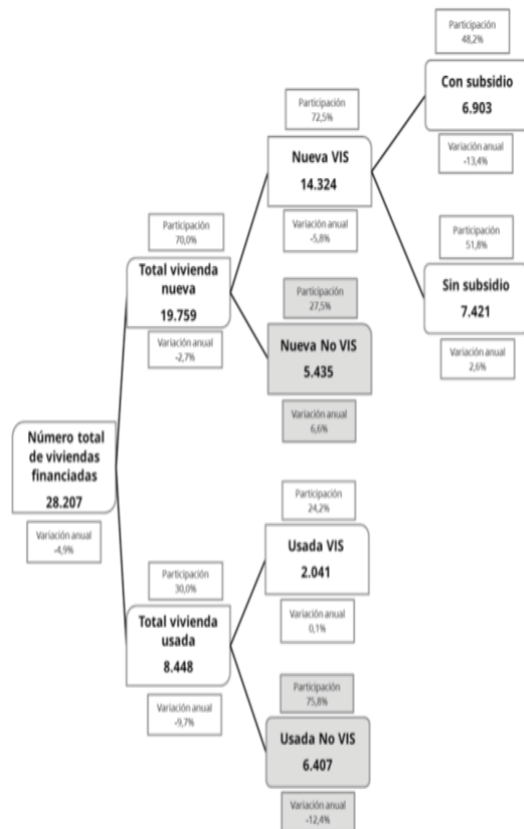 Participación
48,2%
Con subsidio
6.903
Variación anual
-13,4%
Participación
72,5%
Nueva VIS
14.324
Variación anual
-5,8%
Participación
51,8%
Sin subsidio
7.421
Variación anual
2,6%
Participación
70,0%
Total vivienda
nueva
19.759
Variación anual
-2,7%
Participación
27,5%
Nueva No VIS
5.435
Variación anual
6,6%
Número total
de viviendas
financiadas
28.207
Variación anual
-4,9%
Participación
24,2%
Usada VIS
2.041
Variación anual
0,1%
Participación
30,0%
Total vivienda
usada
8.448
Variación anual
-9,7%
Participación
75,8%
Usada No VIS
6.407
Variación anual
-12,4%